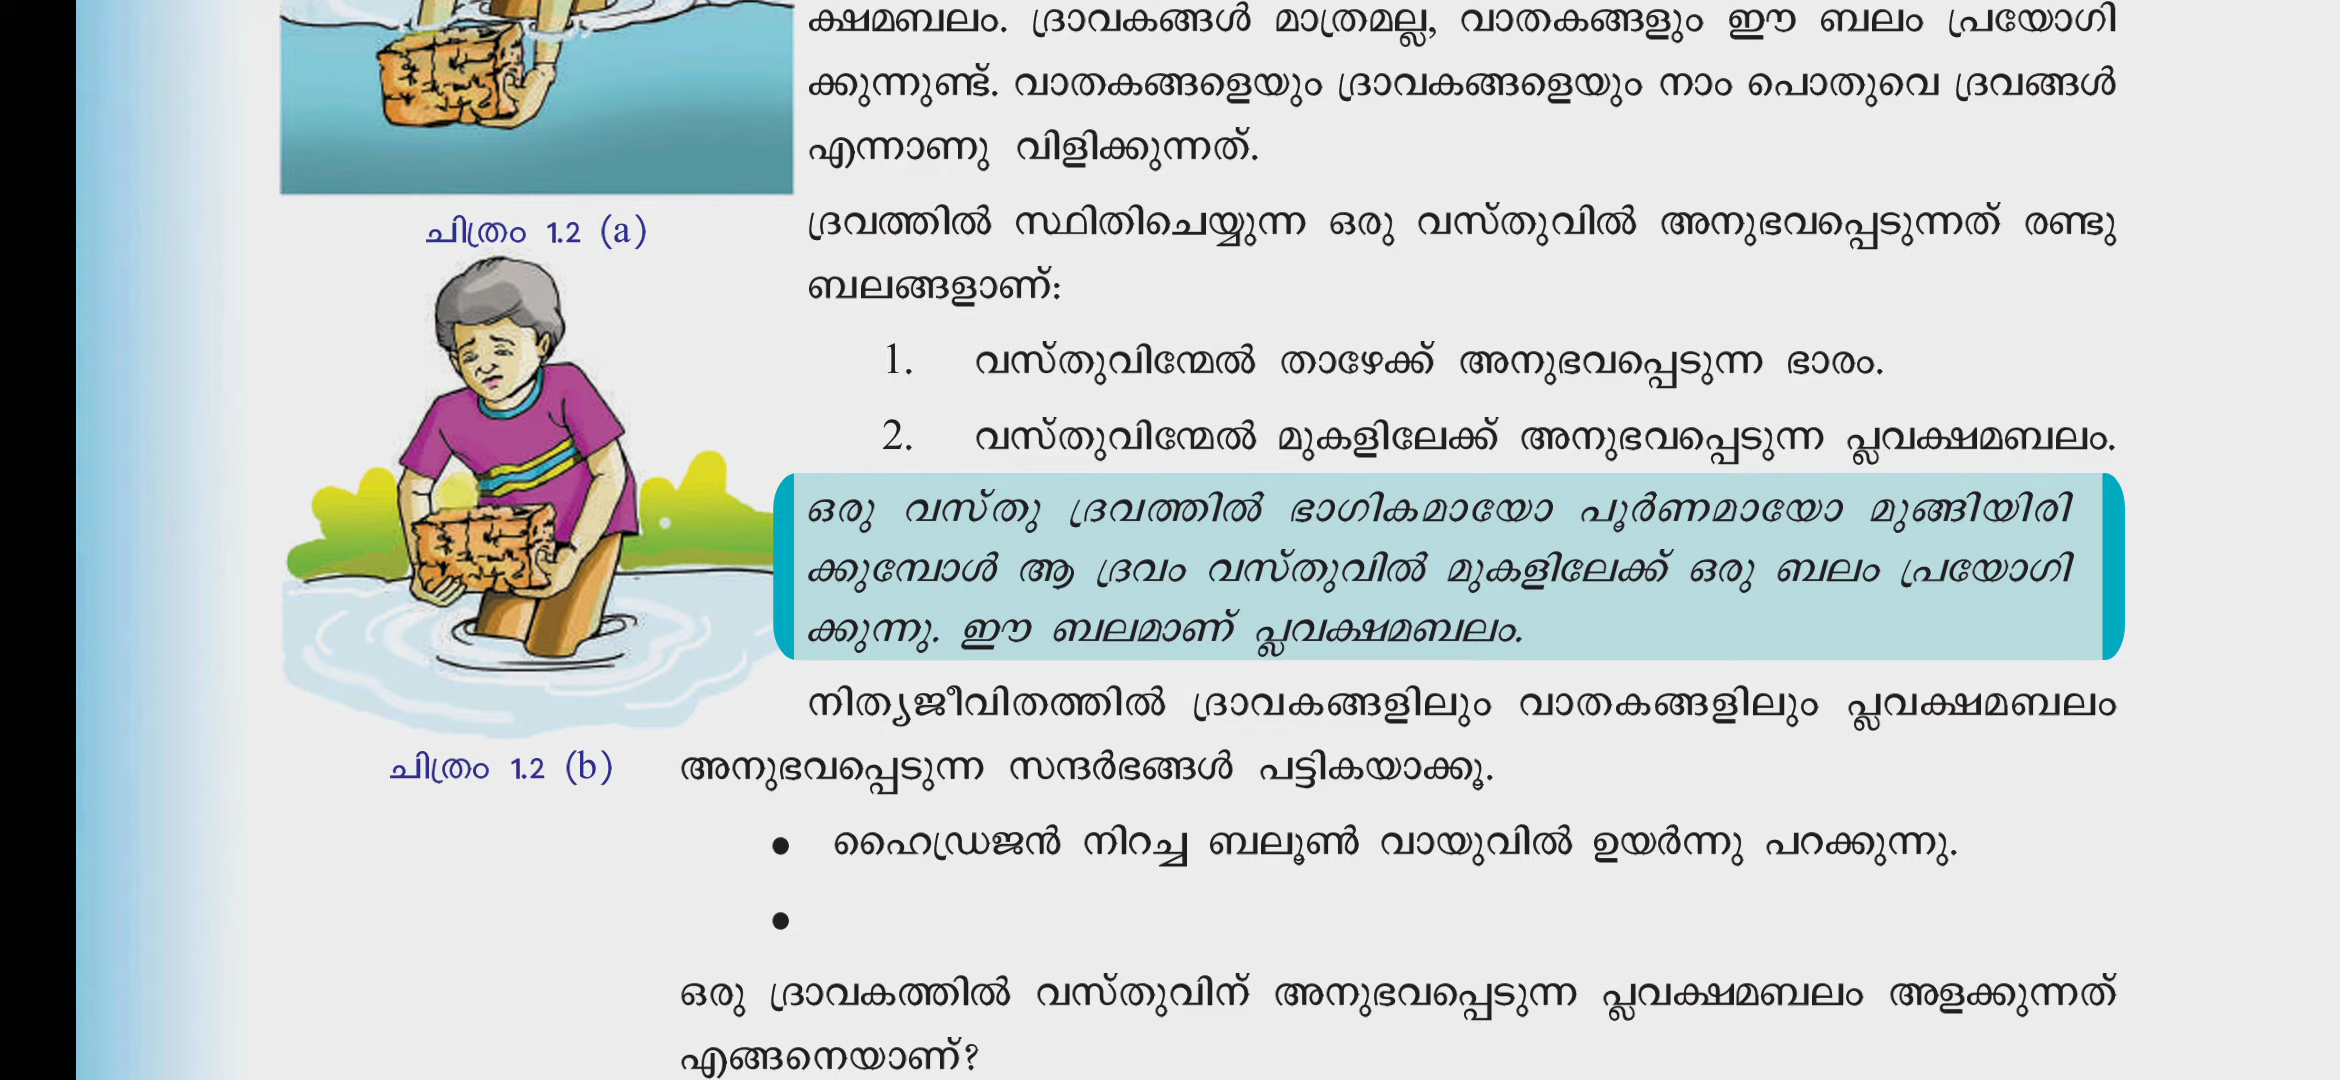 ക്ഷമബലം. ദ്രാവകങ്ങൾ മാത്രമല്ല, വാതകങ്ങളും ഈ ബലം പ്രയോഗി
ക്കുന്നുണ്ട്. വാതകങ്ങളെയും ദ്രാവകങ്ങളെയും നാം പൊതുവെ ദ്രവങ്ങൾ
എന്നാണു വിളിക്കുന്നത്.
ചിത്രം 1.2 (a)
ദ്രവത്തിൽ സ്ഥിതിചെയ്യുന്ന ഒരു വസ്തുവിൽ അനുഭവപ്പെടുന്നത് രണ്ടു
ബലങ്ങളാണ്:
1. വസ്തുവിന്മേൽ താഴേക്ക് അനുഭവപ്പെടുന്ന ഭാരം.
2. വസ്തുവിന്മേൽ മുകളിലേക്ക് അനുഭവപ്പെടുന്ന പ്ലവക്ഷമബലം.
ഒരു വസ്തു ദ്രവത്തിൽ ഭാഗികമായോ പൂർണമായോ മുങ്ങിയിരി
ക്കുമ്പോൾ ആ ദ്രവം വസ്തുവിൽ മുകളിലേക്ക് ഒരു ബലം പ്രയോഗി
ക്കുന്നു. ഈ ബലമാണ് പ്ലവക്ഷമബലം.
നിത്യജീവിതത്തിൽ ദ്രാവകങ്ങളിലും വാതകങ്ങളിലും പ്ലവക്ഷമബലം
ചിത്രം 1.2 (b)
അനുഭവപ്പെടുന്ന സന്ദർഭങ്ങൾ പട്ടികയാക്കൂ.
● ഹൈഡ്രജൻ നിറച്ച ബലൂൺ വായുവിൽ ഉയർന്നു പറക്കുന്നു.
●
ഒരു ദ്രാവകത്തിൽ വസ്തുവിന് അനുഭവപ്പെടുന്ന പ്ലവക്ഷമബലം അളക്കുന്നത്
എങ്ങനെയാണ്?